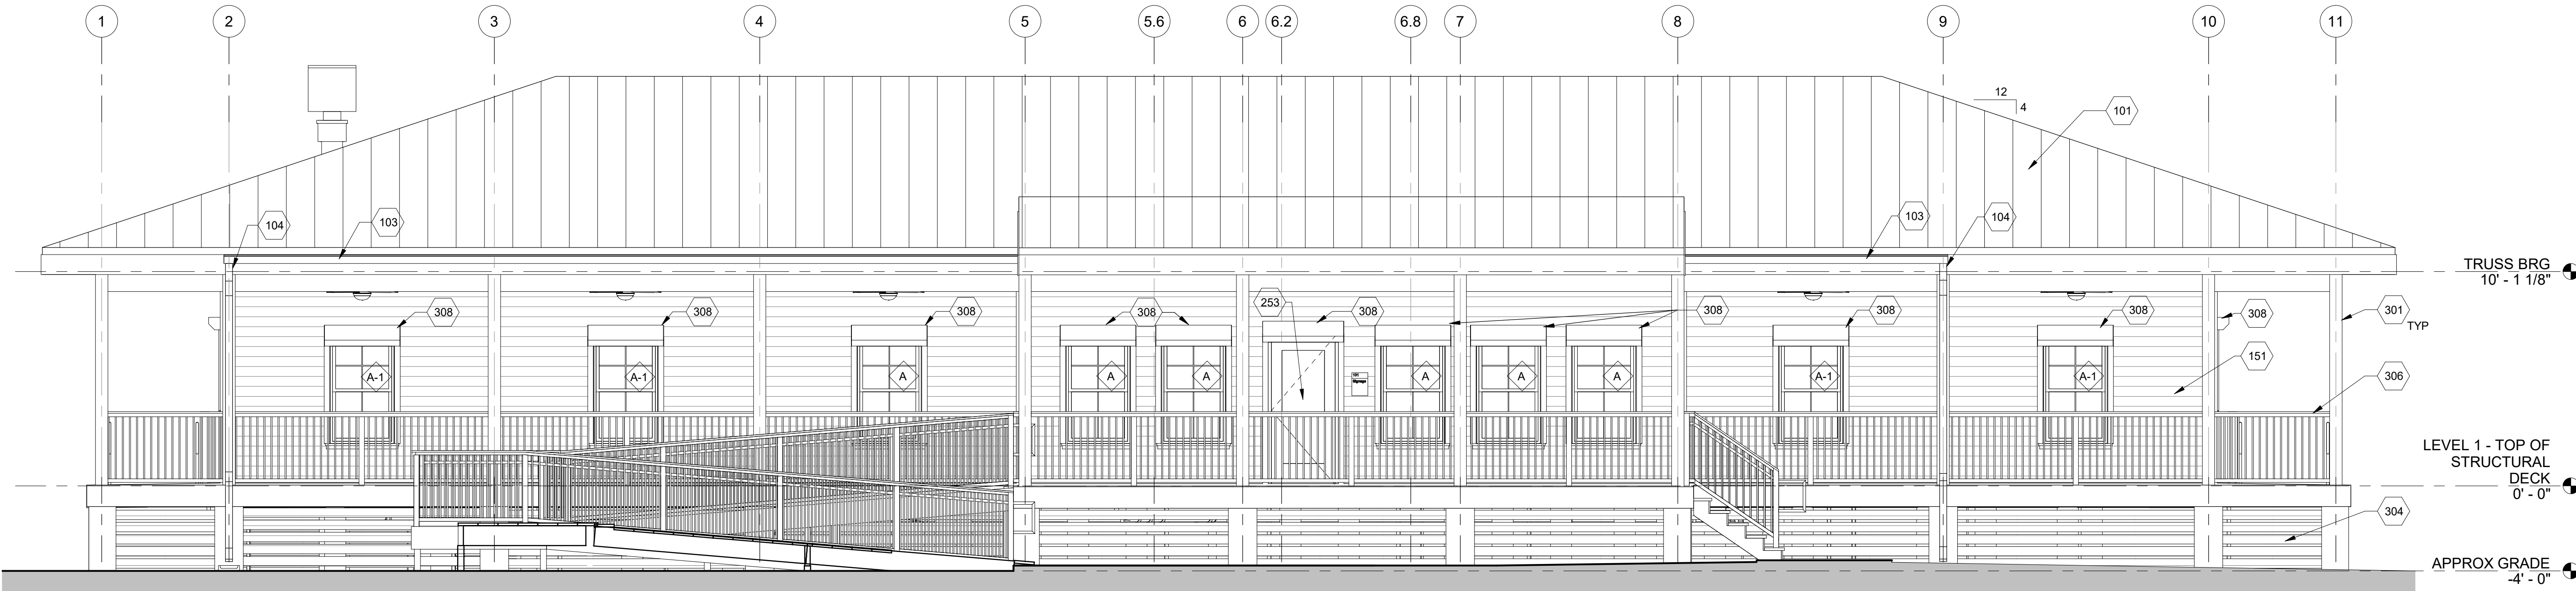 1 2 3 4 5 5.6 6 6.2 6.8 7 8 9 10 11
12
4
101
104 103 103 104
TRUSS BRG
10' - 1 1/8"
308 308 308 308 253 308 308 308 308 308 301
TYP
151
A-1 A-1 A A A A A A A-1 A-1 306
101
Signage
LEVEL 1 - TOP OF
STRUCTURAL
DECK
0' - 0"
304
APPROX GRADE
-4' - 0"